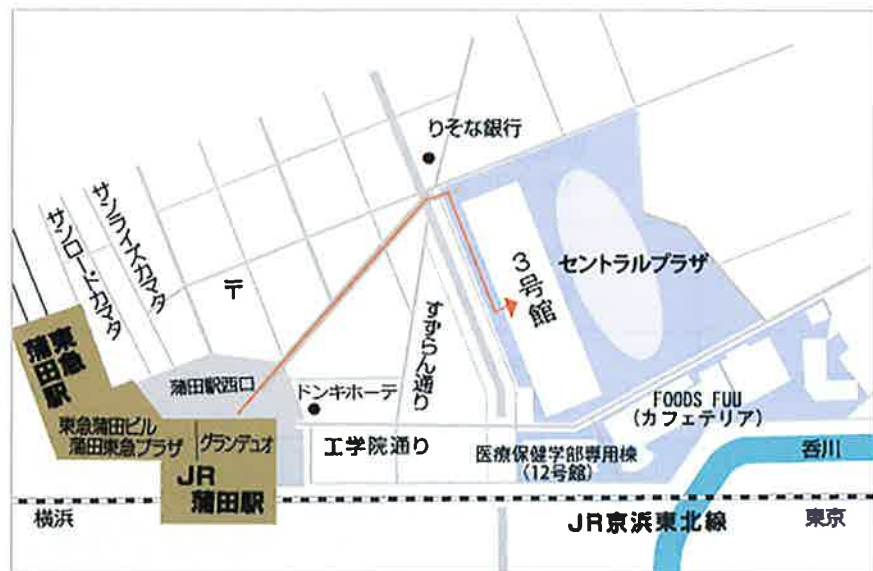 りそな銀行
サンライズカマタ
サンロードカマタ
〒
3号館
セントラルプラザ
すずらん通り
東急
蒲田駅
蒲田駅西口
ドンキホーテ
東急蒲田ビル
蒲田東急プラザ
グランデュオ
工学院通り
FOODS FUU
(カフェテリア)
医療保健学部専用棟
(12号館)
呑川
JR
蒲田駅
横浜
JR京浜東北線
東京